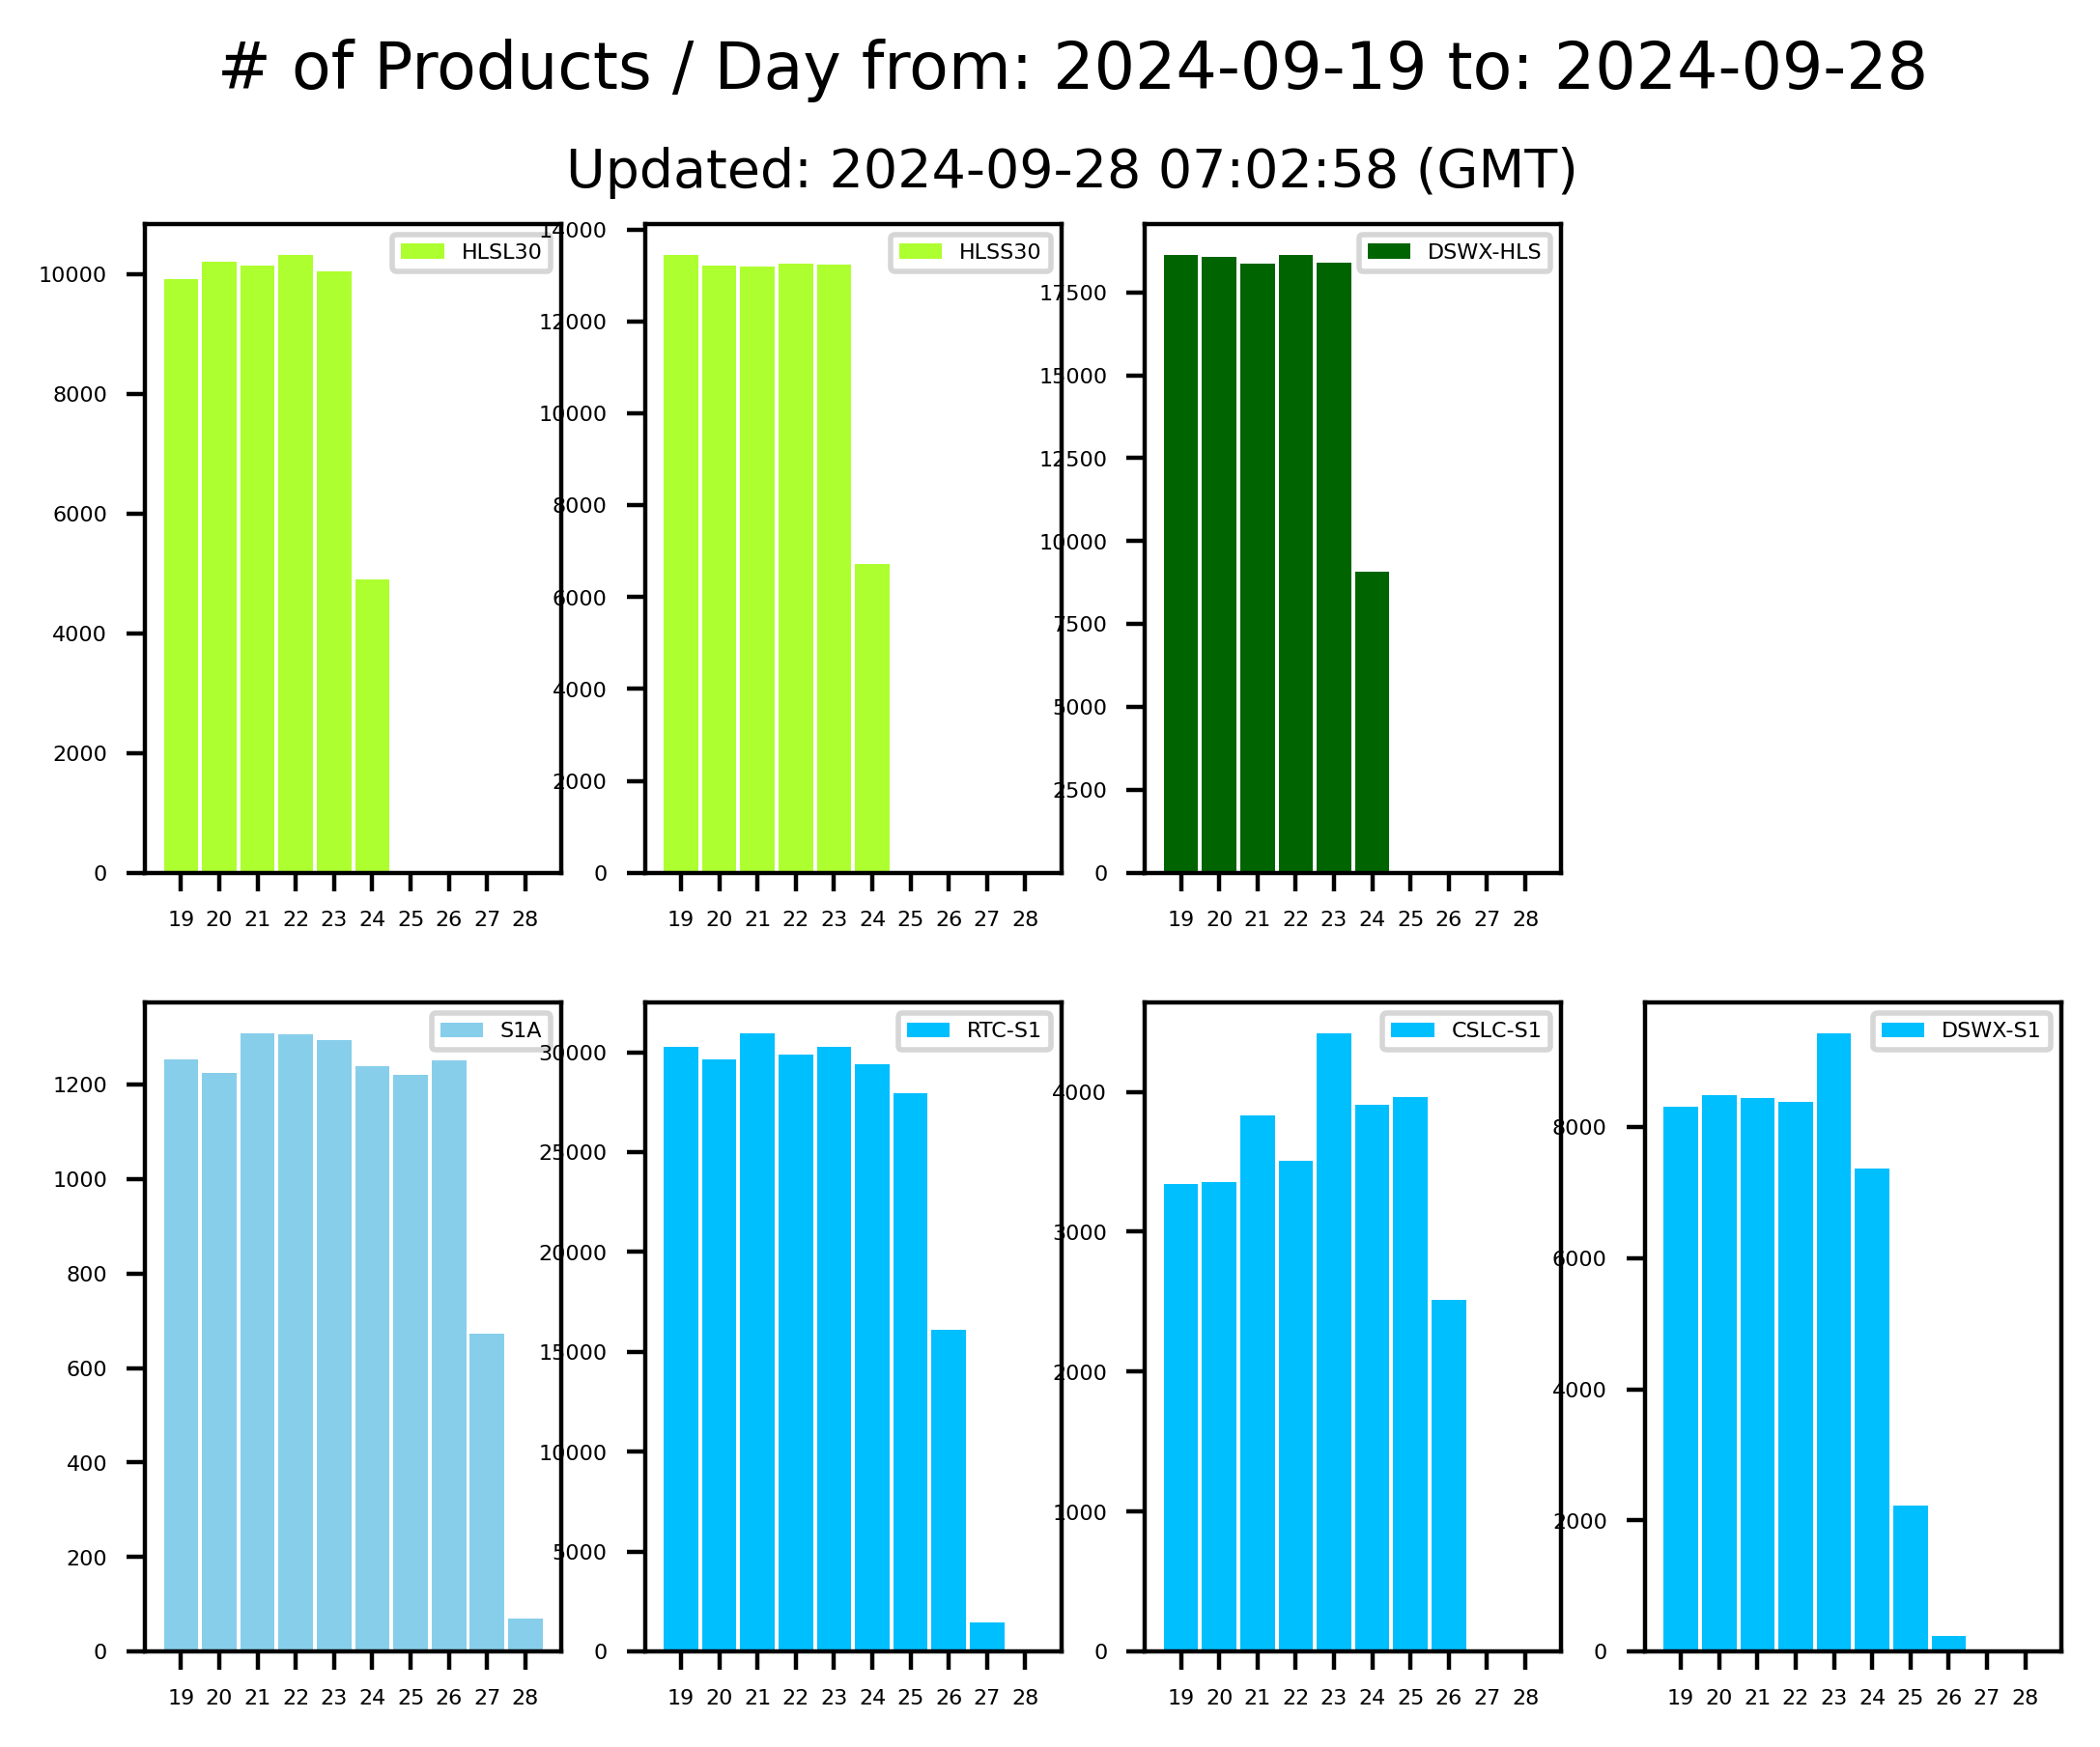 # of Products / Day from: 2024-09-19 to: 2024-09-28
Updated: 2024-09-28 07:02:58 (GMT)
HLSL30
10000
8000
6000
4000
2000
0
19 20 21 22 23 24 25 26 27 28
HLSS30
14000
12000
10000
8000
6000
4000
2000
0
19 20 21 22 23 24 25 26 27 28
DSWX-HLS
17500
15000
12500
10000
7500
5000
2500
0
19 20 21 22 23 24 25 26 27 28
S1A
1200
1000
800
600
400
200
0
19 20 21 22 23 24 25 26 27 28
RTC-S1
30000
25000
20000
15000
10000
5000
0
19 20 21 22 23 24 25 26 27 28
CSLC-S1
4000
3000
2000
1000
0
19 20 21 22 23 24 25 26 27 28
DSWX-S1
8000
6000
4000
2000
0
19 20 21 22 23 24 25 26 27 28